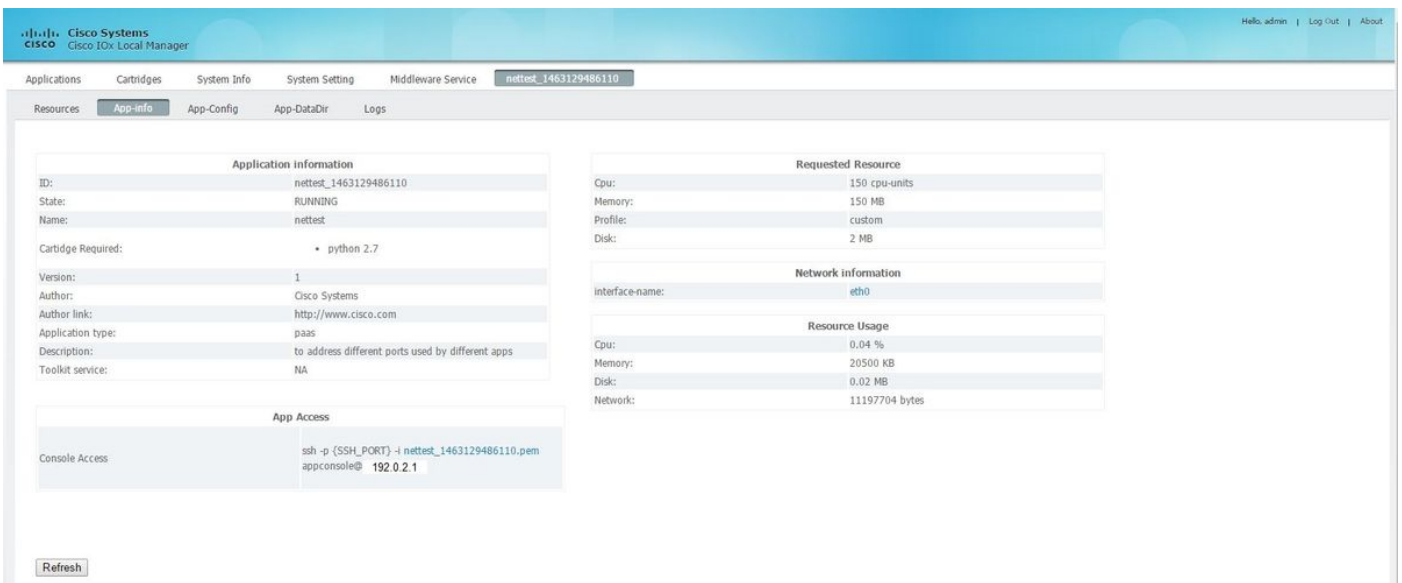 Hello, admin | Log Out | About
CISCO
Cisco Systems
Cisco IOx Local Manager
Applications Cartridges System Info System Setting Middleware Service nettest_1463129486110
Resources App-info App-Config App-DataDir Logs
Application information
ID: nettest_1463129486110
State: RUNNING
Name: nettest
Cartidge Required: • python 2.7
Version: 1
Author: Cisco Systems
Author link: http://www.cisco.com
Application type: paas
Description: to address different ports used by different apps
Toolkit service: NA
App Access
Console Access ssh -p {SSH_PORT} -i nettest_1463129486110.pem
appconsole@ 192.0.2.1
Requested Resource
Cpu: 150 cpu-units
Memory: 150 MB
Profile: custom
Disk: 2 MB
Network information
interface-name: eth0
Resource Usage
Cpu: 0.04 %
Memory: 20500 KB
Disk: 0.02 MB
Network: 11197704 bytes
Refresh